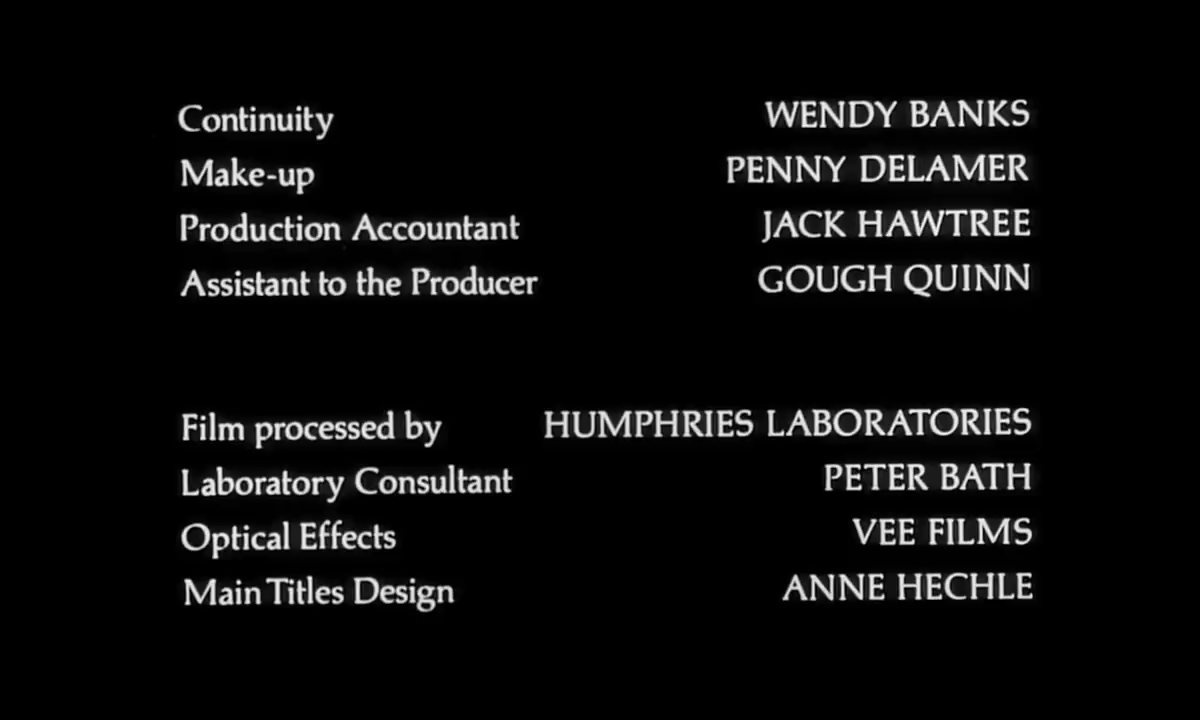 Continuity WENDY BANKS
Make-up PENNY DELAMER
Production Accountant JACK HAWTREE
Assistant to the Producer GOUGH QUINN
Film processed by HUMPHRIES LABORATORIES
Laboratory Consultant PETER BATH
Optical Effects VEE FILMS
Main Titles Design ANNE HECHLE